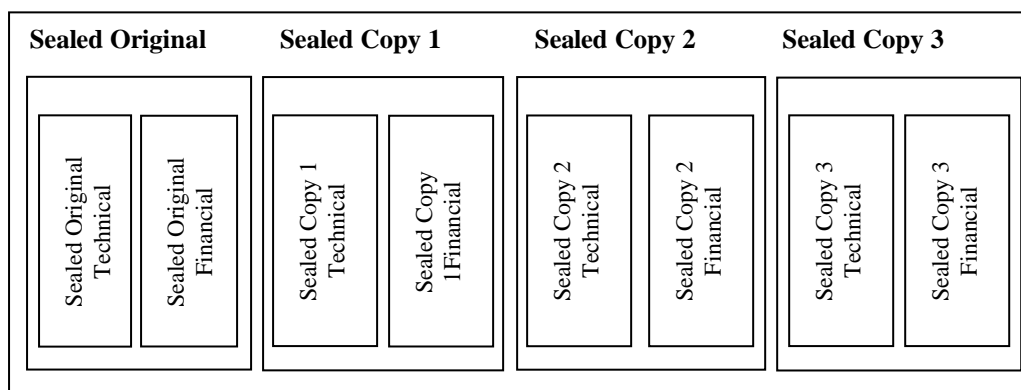 Sealed Original
Sealed Copy 1
Sealed Copy 2
Sealed Copy 3
Sealed Original
Technical
Sealed Original
Financial
Sealed Copy 1
Technical
Sealed Copy
1Financial
Sealed Copy 2
Technical
Sealed Copy 2
Financial
Sealed Copy 3
Technical
Sealed Copy 3
Financial